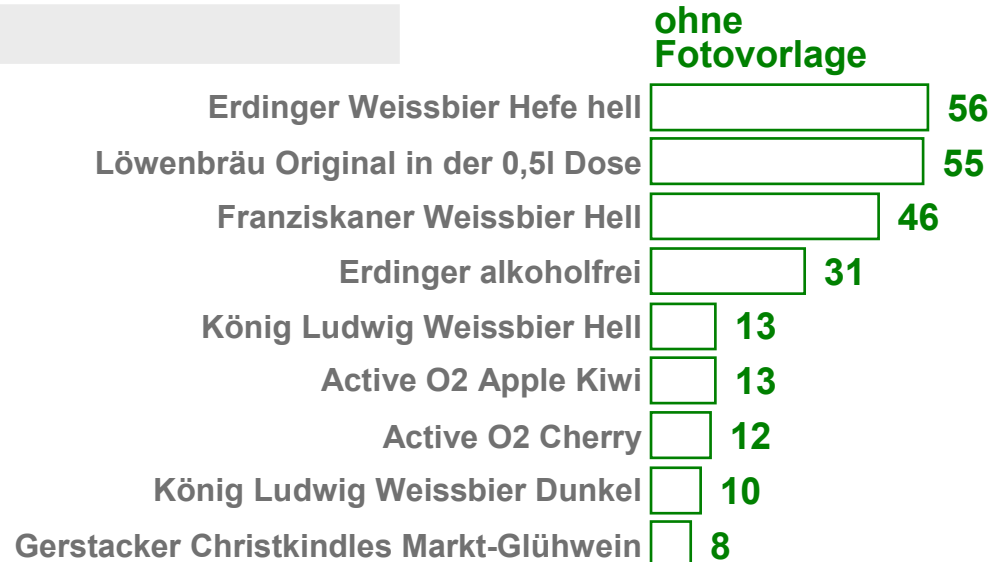 ohne
Fotovorlage
Erdinger Weissbier Hefe hell 56
Löwenbräu Original in der 0,5l Dose 55
Franziskaner Weissbier Hell 46
Erdinger alkoholfrei 31
König Ludwig Weissbier Hell 13
Active O2 Apple Kiwi 13
Active O2 Cherry 12
König Ludwig Weissbier Dunkel 10
Gerstacker Christkindles Markt-Glühwein 8